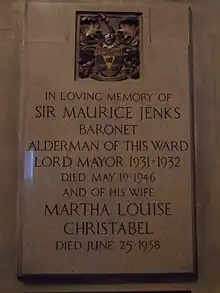 IN LOVING MEMORY OF
SIR MAURICE JENKS
BARONET
ALDERMAN OF THIS WARD
LORD MAYOR 1931-1932
DIED MAY 19·1946
AND OF HIS WIFE
MARTHA LOUISE
CHRISTABEL
DIED JUNE 25·1938